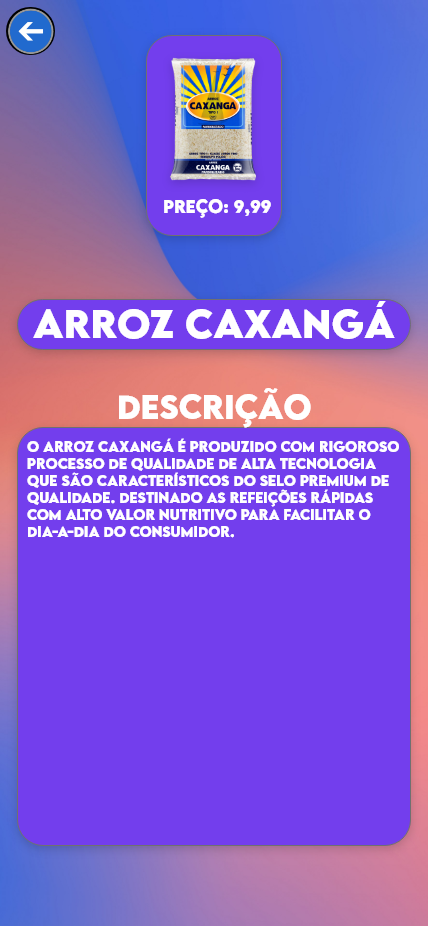 CAXANGÁ
CAXANGÁ
PREÇO: 9,99
ARROZ CAXANGÁ
DESCRIÇÃO
O ARROZ CAXANGÁ É PRODUZIDO COM RIGOROSO
PROCESSO DE QUALIDADE DE ALTA TECNOLOGIA
QUE SÃO CARACTERÍSTICOS DO SELO PREMIUM DE
QUALIDADE. DESTINADO AS REFEIÇÕES RÁPIDAS
COM ALTO VALOR NUTRITIVO PARA FACILITAR O
DIA-A-DIA DO CONSUMIDOR.